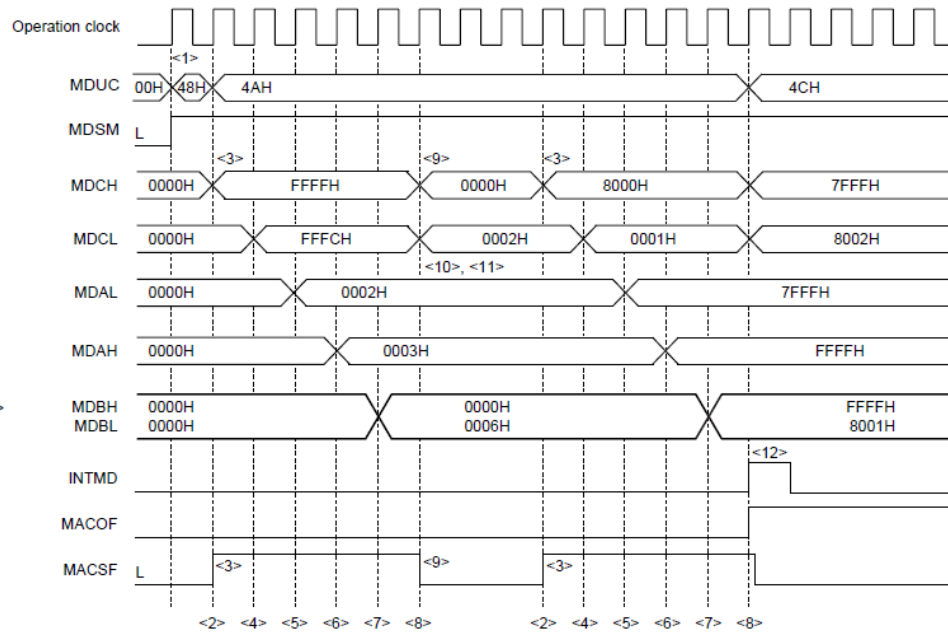 Operation clock
<1>
MDUC 00H 48H 4AH 4CH
MDSM L
<3> <9> <3>
MDCH 0000H FFFFH 0000H 8000H 7FFFH
MDCL 0000H FFFCH 0002H 0001H 8002H
<10>, <11>
MDAL 0000H 0002H 7FFFH
MDAH 0000H 0003H FFFFH
> MDBH 0000H 0000H FFFFH
MDBL 0000H 0006H 8001H
<12>
INTMD
MACOF
MACSF L <3> <9> <3>
<2> <4> <5> <6> <7> <8> <2> <4> <5> <6> <7> <8>